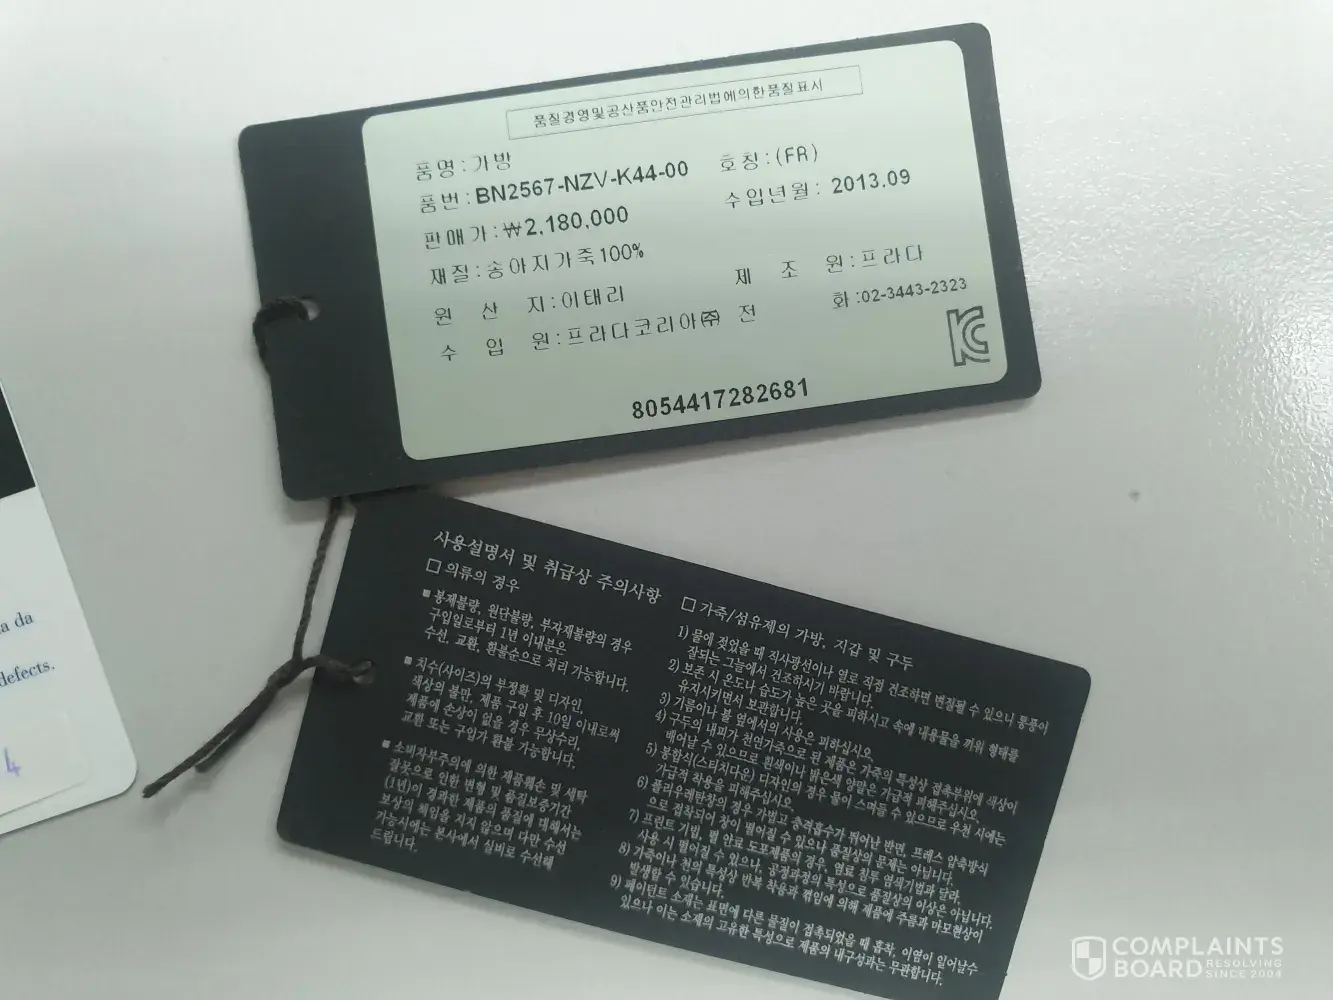 품질경영및공산품안전관리법에의한품질표시
품명 : 가방
호칭 : (FR)
품번 : BN2567-NZV-K44-00
수입년월 : 2013.09
판매가 : ₩2,180,000
재질 : 송아지가죽100%
제 조 원 : 프라다
원 산 지 : 이태리
전 화 : 02-3443-2323
수 입 원 : 프라다코리아㈜
8054417282681
사용설명서 및 취급상 주의사항
□ 의류의 경우
■ 봉제불량, 원단불량, 부자재불량의 경우
구입일로부터 1년 이내분은
수선, 교환, 환불순으로 처리 가능합니다.
■ 치수(사이즈)의 부정확 및 디자인,
색상의 불만, 제품 구입 후 10일 이내로써
제품에 손상이 없을 경우 무상수리,
교환 또는 구입가 환불 가능합니다.
■ 소비자부주의에 의한 제품훼손 및 세탁
잘못으로 인한 변형 및 품질보증기간
(1년)이 경과한 제품의 품질에 대해서는
보상의 책임을 지지 않으며 다만 수선
가능시에는 본사에서 실비로 수선해
드립니다.
□ 가죽/섬유제의 가방, 지갑 및 구두
1) 물에 젖었을 때 직사광선이나 열로 직접 건조하면 변질될 수 있으니 통풍이
잘되는 그늘에서 건조하시기 바랍니다.
2) 보존 시 온도나 습도가 높은 곳을 피하시고 속에 내용물을 끼워 형태를
유지시키면서 보관합니다.
3) 기름이나 불 옆에서의 사용은 피하십시오.
4) 구두의 내피가 천연가죽으로 된 제품은 가죽의 특성상 접촉부위에 색상이
배어날 수 있으므로 흰색이나 밝은색 양말은 가급적 피해주십시오.
5) 봉합식(스티치다운) 디자인의 경우 물이 스며들 수 있으므로 우천 시에는
가급적 착용을 피해주십시오
6) 폴리우레탄창의 경우 가볍고 충격흡수가 뛰어난 반면, 프레스 압축방식
으로 접착되어 창이 떨어질 수 있으나 품질상의 문제는 아닙니다.
7) 프린트 기법, 펄 안료 도포제품의 경우, 염료 침투 염색기법과 달라,
사용 시 떨어질 수 있으나, 공정과정의 특성으로 품질상의 이상은 아닙니다.
8) 가죽이나 천의 특성상 반복 착용과 꺾임에 의해 제품에 주름과 마모현상이
발생할 수 있습니다.
9) 페이던트 소재는 표면에 다른 물질이 접촉되었을 때 흡착, 이염이 일어날수
있으나 이는 소재의 고유한 특성으로 제품의 내구성과는 무관합니다.
a da
defects.
4
COMPLAINTS
BOARD RESOLVING
SINCE 2004